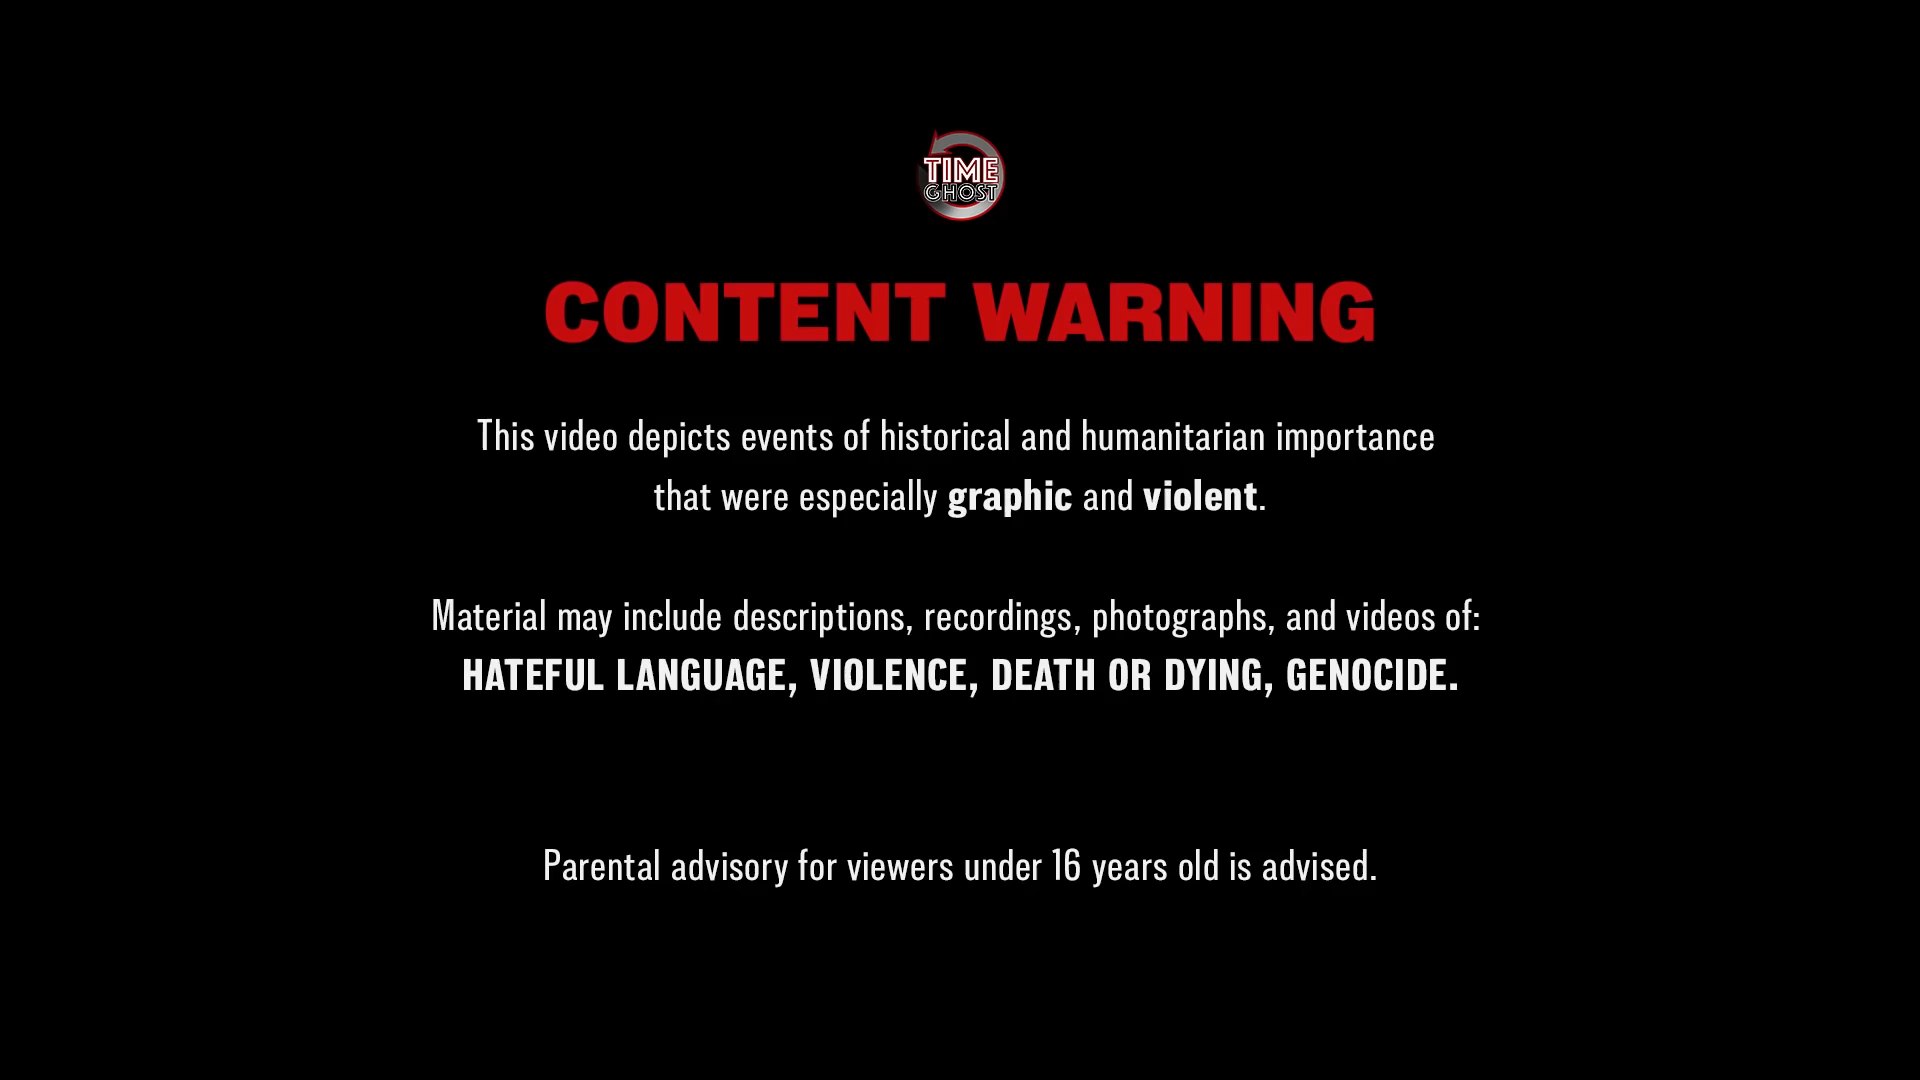 TIME
GHOST
CONTENT WARNING
This video depicts events of historical and humanitarian importance
that were especially graphic and violent.
Material may include descriptions, recordings, photographs, and videos of:
HATEFUL LANGUAGE, VIOLENCE, DEATH OR DYING, GENOCIDE.
Parental advisory for viewers under 16 years old is advised.